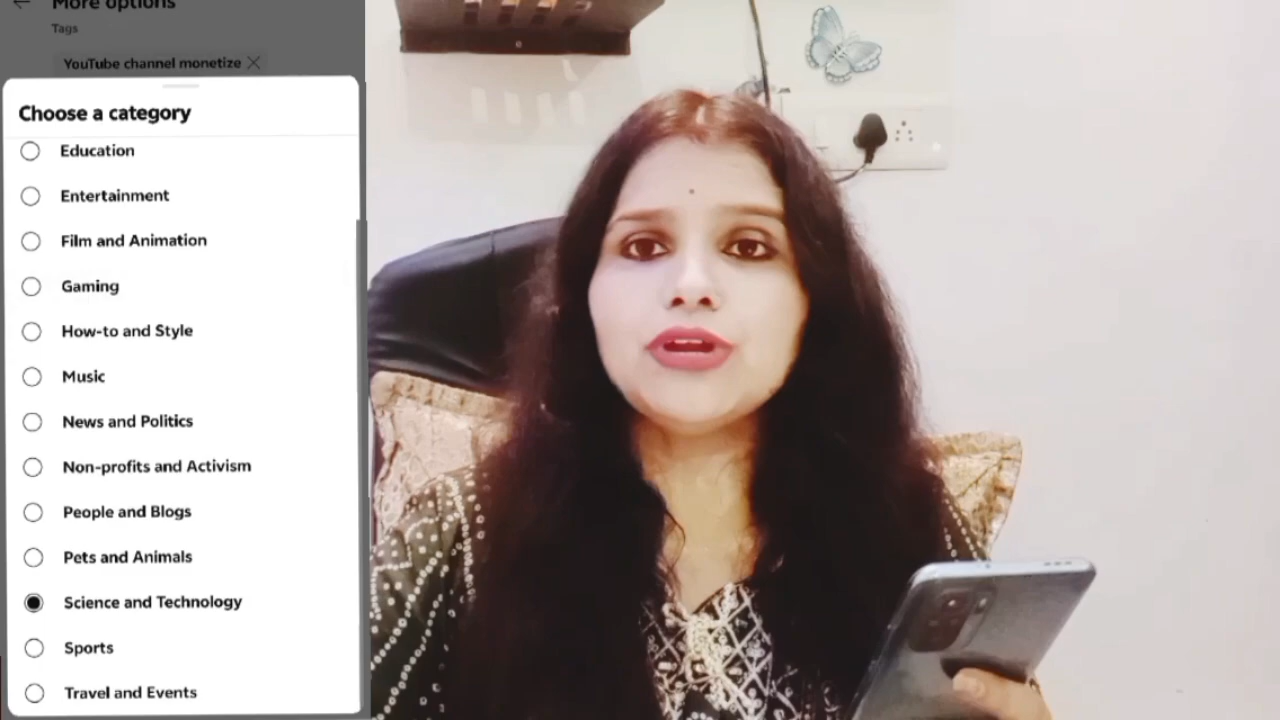 More options
Tags
YouTube channel monetize
Choose a category
Education
Entertainment
Film and Animation
Gaming
How-to and Style
Music
News and Politics
Non-profits and Activism
People and Blogs
Pets and Animals
Science and Technology
Sports
Travel and Events